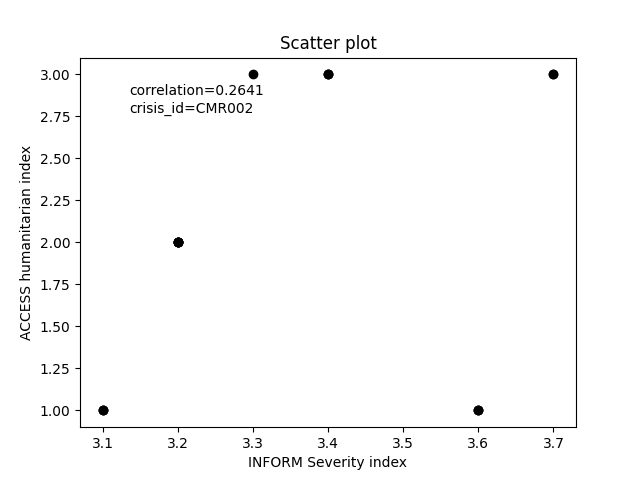 Scatter plot
correlation=0.2641
crisis_id=CMR002
ACCESS humanitarian index
3.00
2.75
2.50
2.25
2.00
1.75
1.50
1.25
1.00
3.1 3.2 3.3 3.4 3.5 3.6 3.7
INFORM Severity index